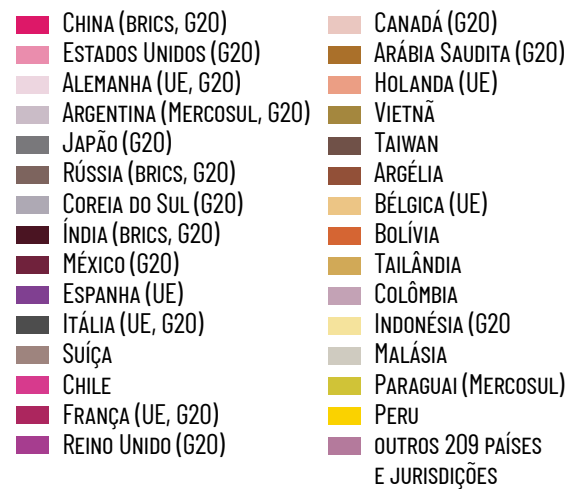 China (brics, G20)
Estados Unidos (G20)
Alemanha (UE, G20)
Argentina (Mercosul, G20)
Japão (G20)
Rússia (brics, G20)
Coreia do Sul (G20)
Índia (brics, G20)
México (G20)
Espanha (UE)
Itália (UE, G20)
Suíça
Chile
França (UE, G20)
Reino Unido (G20)
Canadá (G20)
Arábia Saudita (G20)
Holanda (UE)
Vietnã
Taiwan
Argélia
Bélgica (UE)
Bolívia
Tailândia
Colômbia
Indonésia (G20
Malásia
Paraguai (Mercosul)
Peru
outros 209 países
e jurisdições